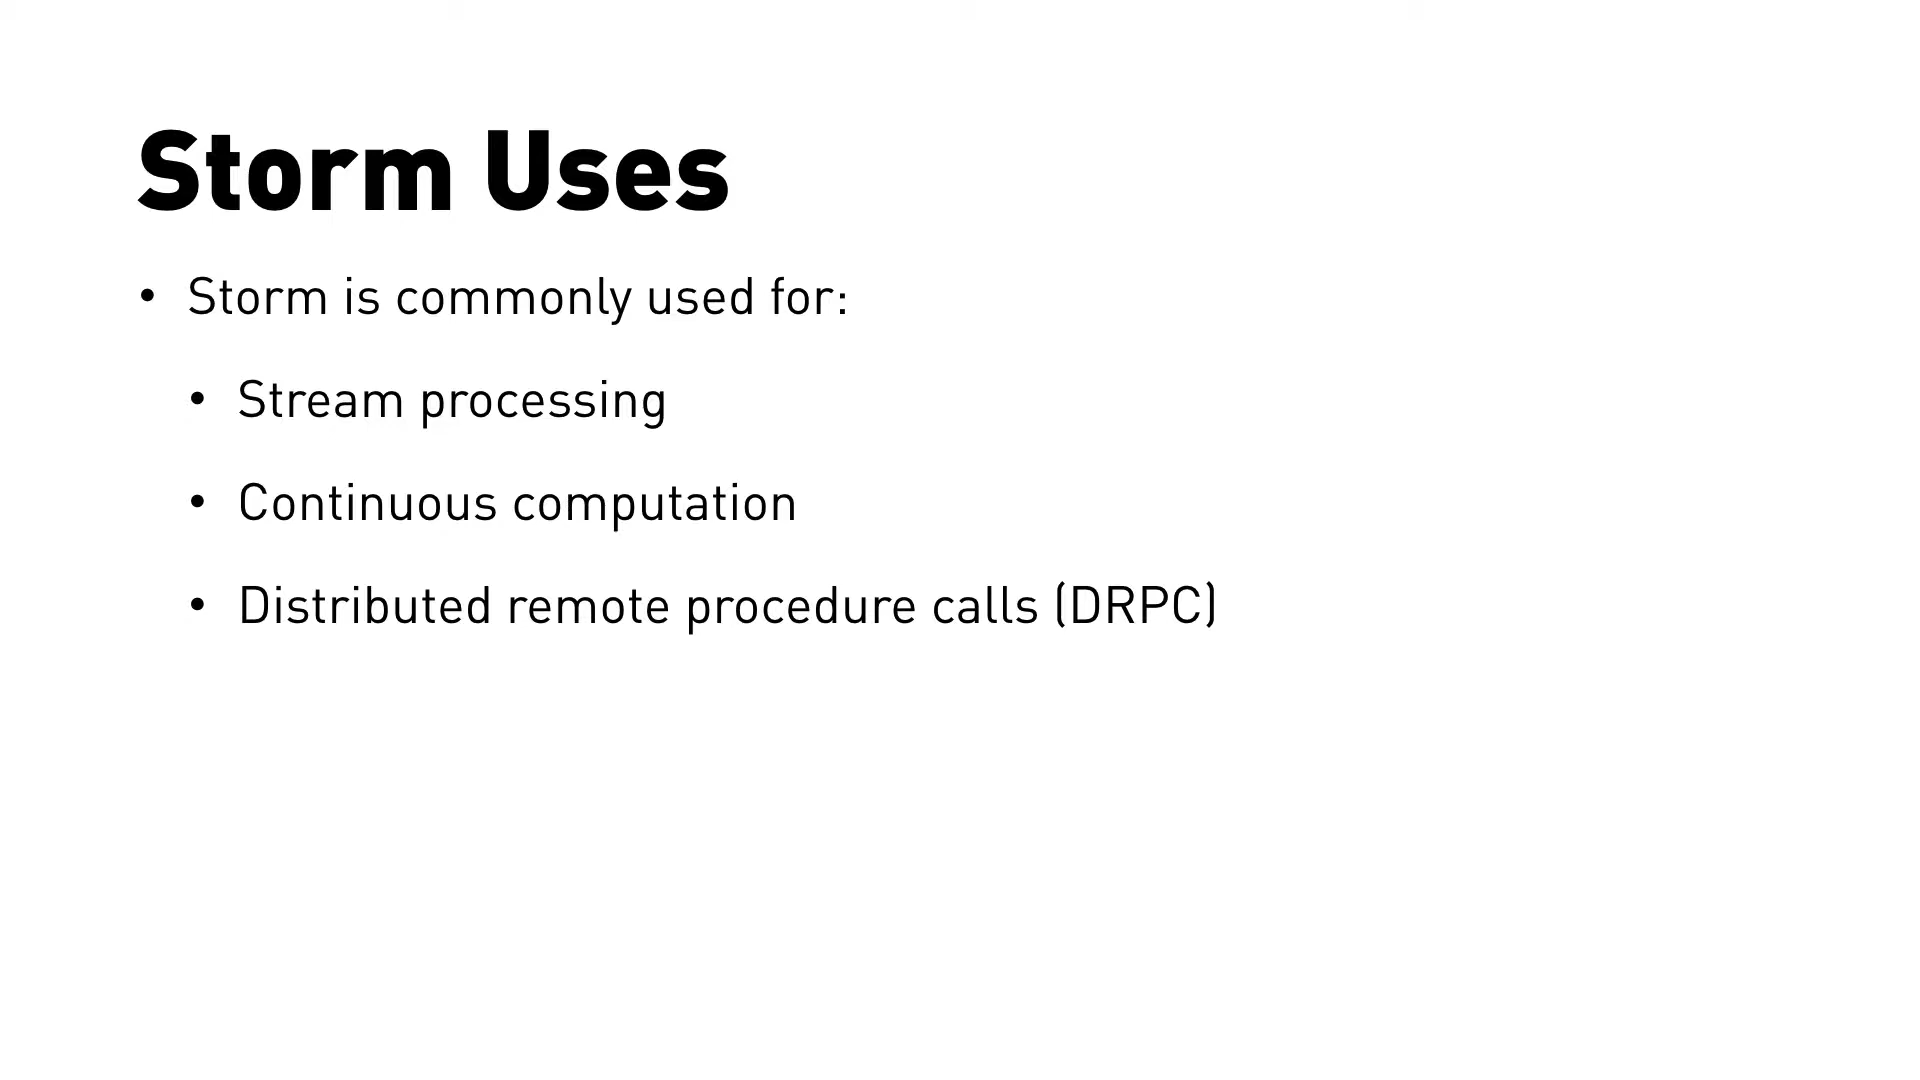 Storm Uses
• Storm is commonly used for:
• Stream processing
• Continuous computation
• Distributed remote procedure calls (DRPC)